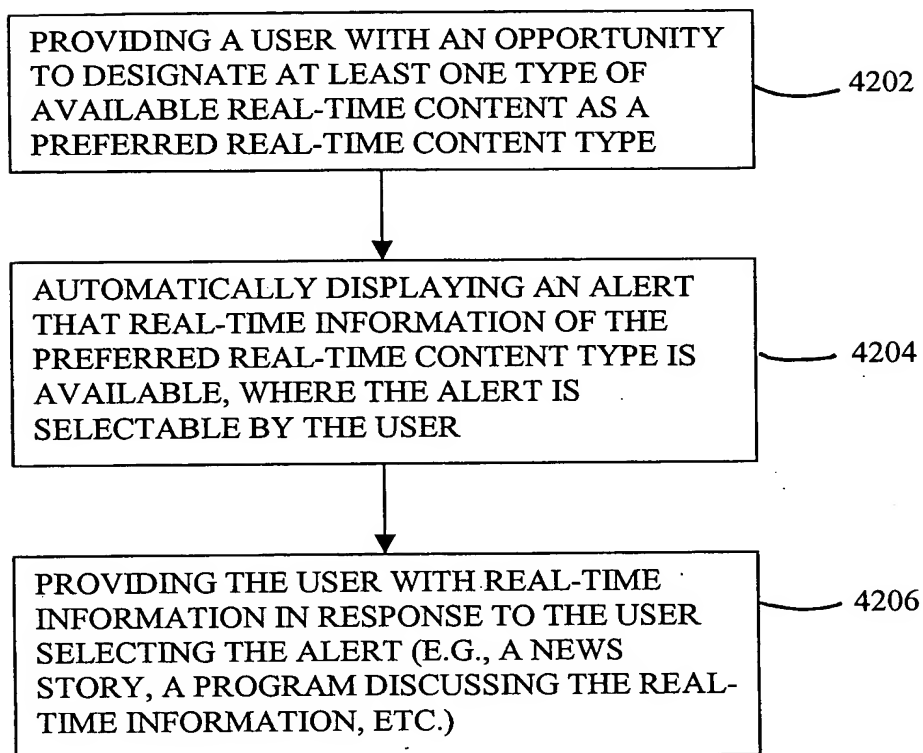 PROVIDING A USER WITH AN OPPORTUNITY
TO DESIGNATE AT LEAST ONE TYPE OF
AVAILABLE REAL-TIME CONTENT AS A
PREFERRED REAL-TIME CONTENT TYPE
4202
AUTOMATICALLY DISPLAYING AN ALERT
THAT REAL-TIME INFORMATION OF THE
PREFERRED REAL-TIME CONTENT TYPE IS
AVAILABLE, WHERE THE ALERT IS
SELECTABLE BY THE USER
4204
PROVIDING THE USER WITH REAL-TIME
INFORMATION IN RESPONSE TO THE USER
SELECTING THE ALERT (E.G., A NEWS
STORY, A PROGRAM DISCUSSING THE REAL-
TIME INFORMATION, ETC.)
4206